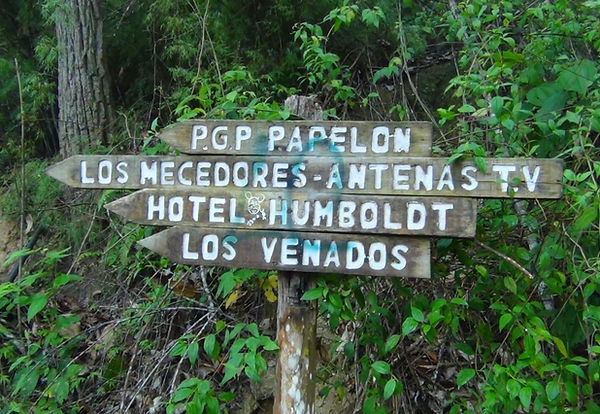 P.G.P PAPELON
LOS MECEDORES-ANTENAS T.V
HOTEL HUMBOLDT
LOS VENADOS